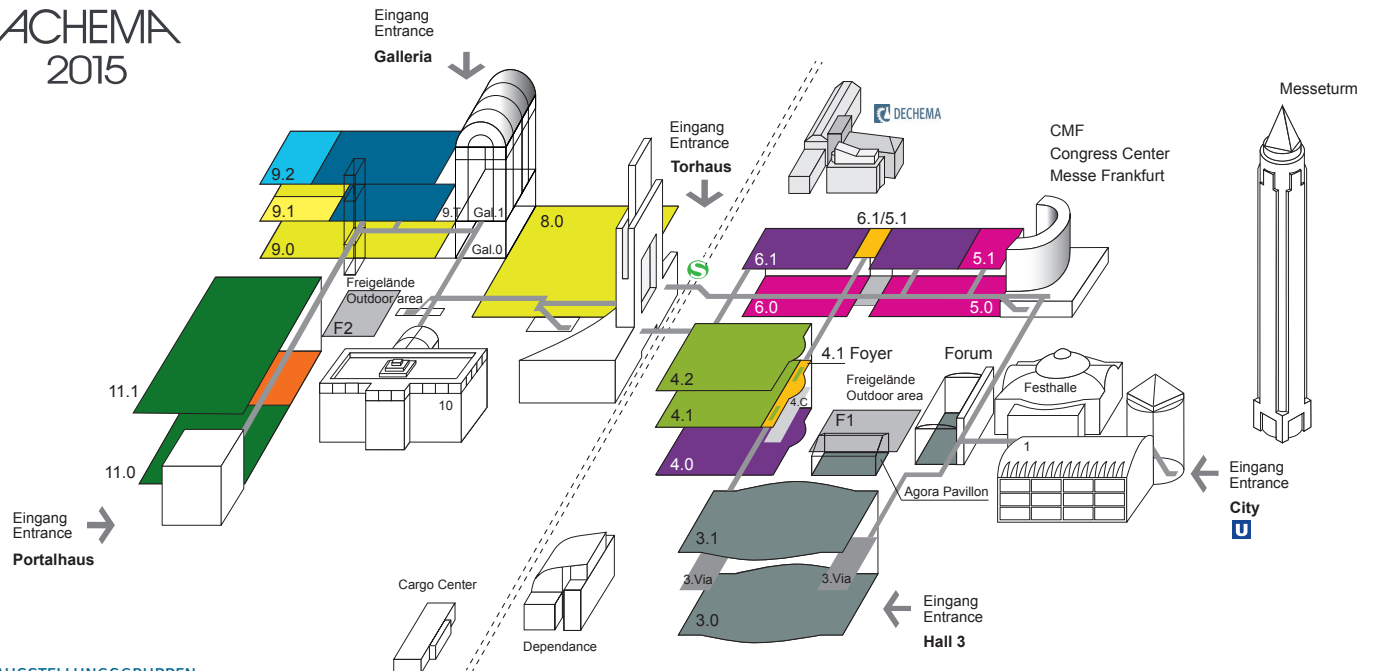 ACHEMA
2015
Eingang
Entrance
Galleria
Eingang
Entrance
Torhaus
DECHEMA
CMF
Congress Center
Messe Frankfurt
Messeturm
9.2
9.1
9.T
Gal.1
9.0
Gal.0
8.0
6.1/5.1
6.1
5.1
S
6.0
5.0
Freigelände
Outdoor area
F2
10
11.1
11.0
4.2
4.1 Foyer
4.1
4.C
4.0
Freigelände
Outdoor area
F1
Forum
Festhalle
1
Agora Pavillon
Eingang
Entrance
City
U
Eingang
Entrance
Portalhaus
3.1
3.Via
3.Via
3.0
Eingang
Entrance
Hall 3
Cargo Center
Dependance